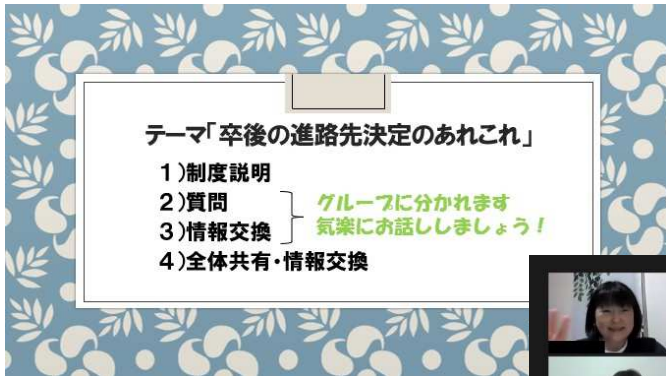 テーマ「卒後の進路先決定のあれこれ」
1)制度説明
2)質問
3)情報交換
グループに分かれます
気楽にお話ししましょう!
4)全体共有・情報交換